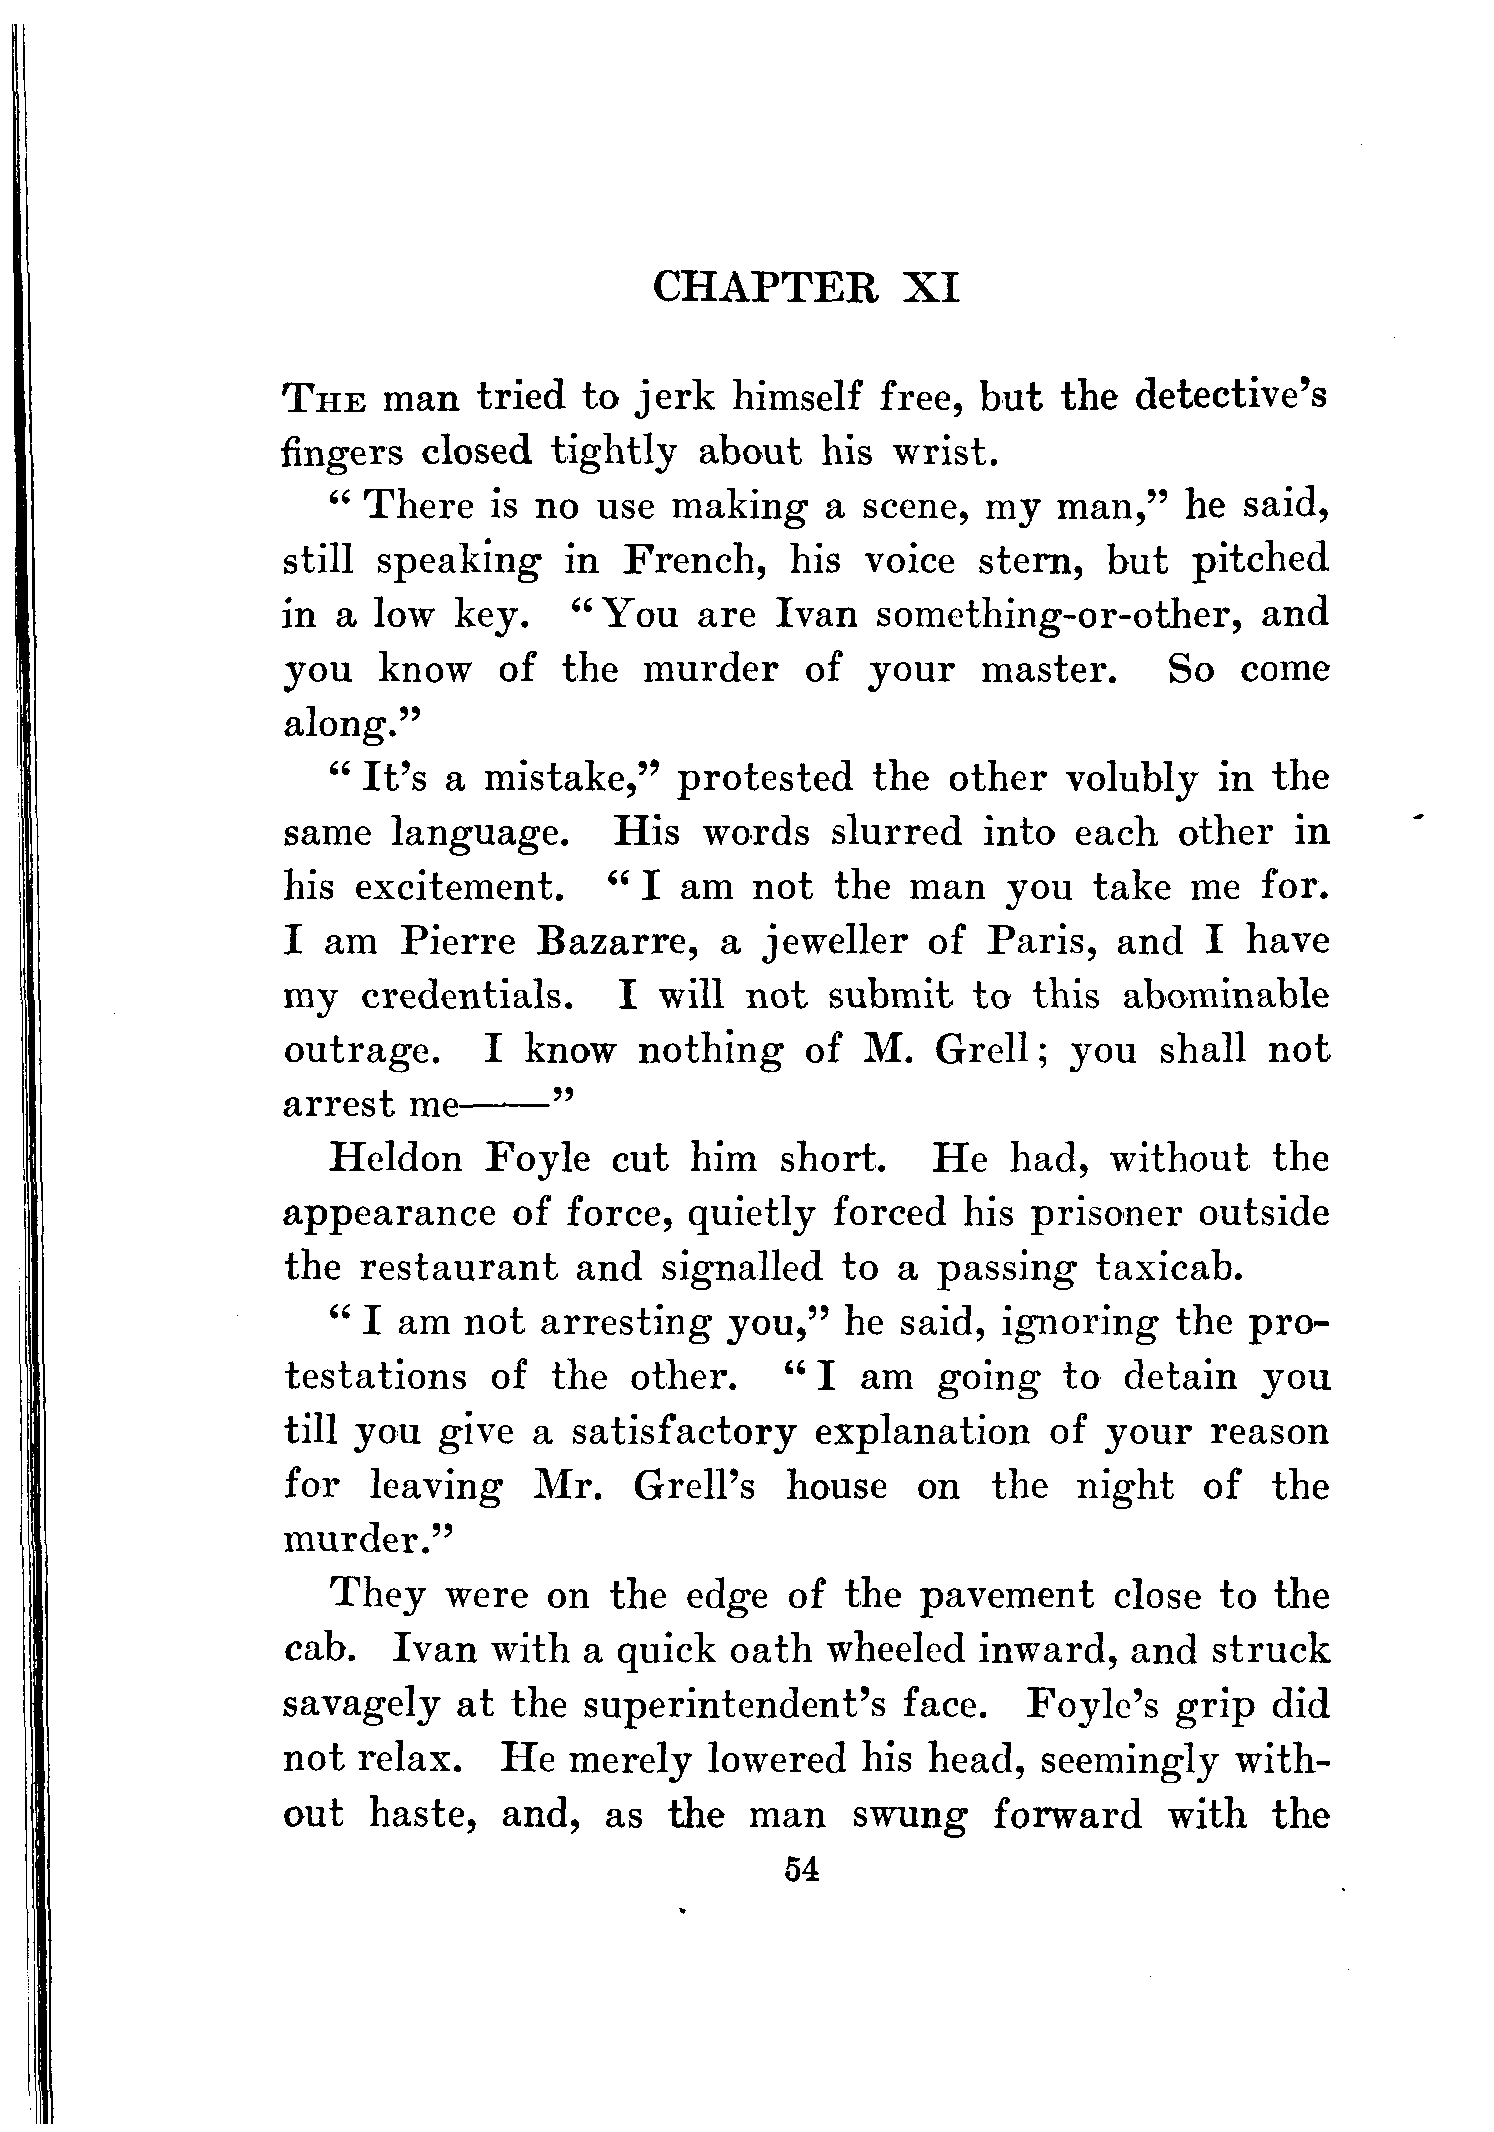 CHAPTER XI
THE man tried to jerk himself free, but the detective's
fingers closed tightly about his wrist.
" There is no use making a scene, my man," he said,
still speaking in French, his voice stern, but pitched
in a low key. " You are Ivan something-or-other, and
you know of the murder of your master. So come
along."
" It's a mistake," protested the other volubly in the
same language. His words slurred into each other in
his excitement. " I am not the man you take me for.
I am Pierre Bazarre, a jeweller of Paris, and I have
my credentials. I will not submit to this abominable
outrage. I know nothing of M. Grell; you shall not
arrest me——"
Heldon Foyle cut him short. He had, without the
appearance of force, quietly forced his prisoner outside
the restaurant and signalled to a passing taxicab.
" I am not arresting you," he said, ignoring the pro-
testations of the other. " I am going to detain you
till you give a satisfactory explanation of your reason
for leaving Mr. Grell's house on the night of the
murder."
They were on the edge of the pavement close to the
cab. Ivan with a quick oath wheeled inward, and struck
savagely at the superintendent's face. Foyle's grip did
not relax. He merely lowered his head, seemingly with-
out haste, and, as the man swung forward with the
54